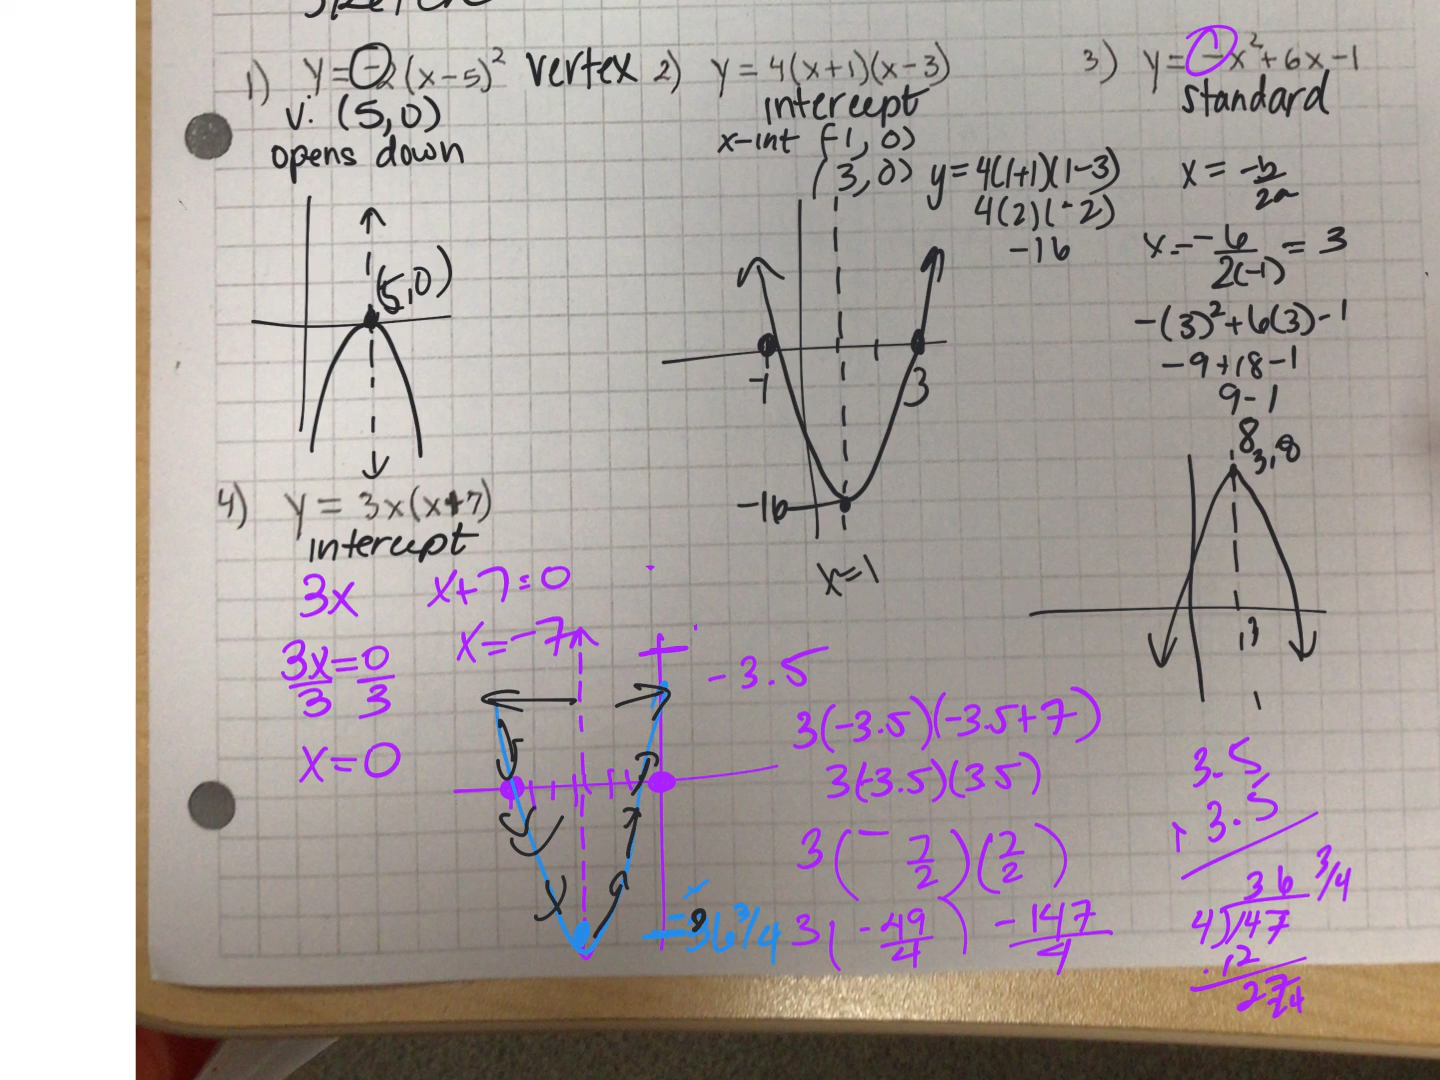 sketch
1) y = -2(x-5)² vertex
v: (5,0)
opens down
(5,0)
2) y = 4(x+1)(x-3)
intercept
x-int (-1, 0)
(3, 0)
y = 4(1+1)(1-3)
4(2)(-2)
-16
-1
3
-16
x=1
3) y = -x² + 6x - 1
standard
x = -b/2a
x = -6/2(-1) = 3
-(3)²+6(3)-1
-9+18-1
9-1
8
3,8
3
4) y = 3x(x+7)
intercept
3x x+7=0
3x/3=0/3 x=-7
x=0
-3.5
3(-3.5)(-3.5+7)
3(-3.5)(3.5)
3(-7/2)(7/2)
3(-49/4) -147/4
-36 3/4
3.5
3.5
36 3/4
4)147
12
27